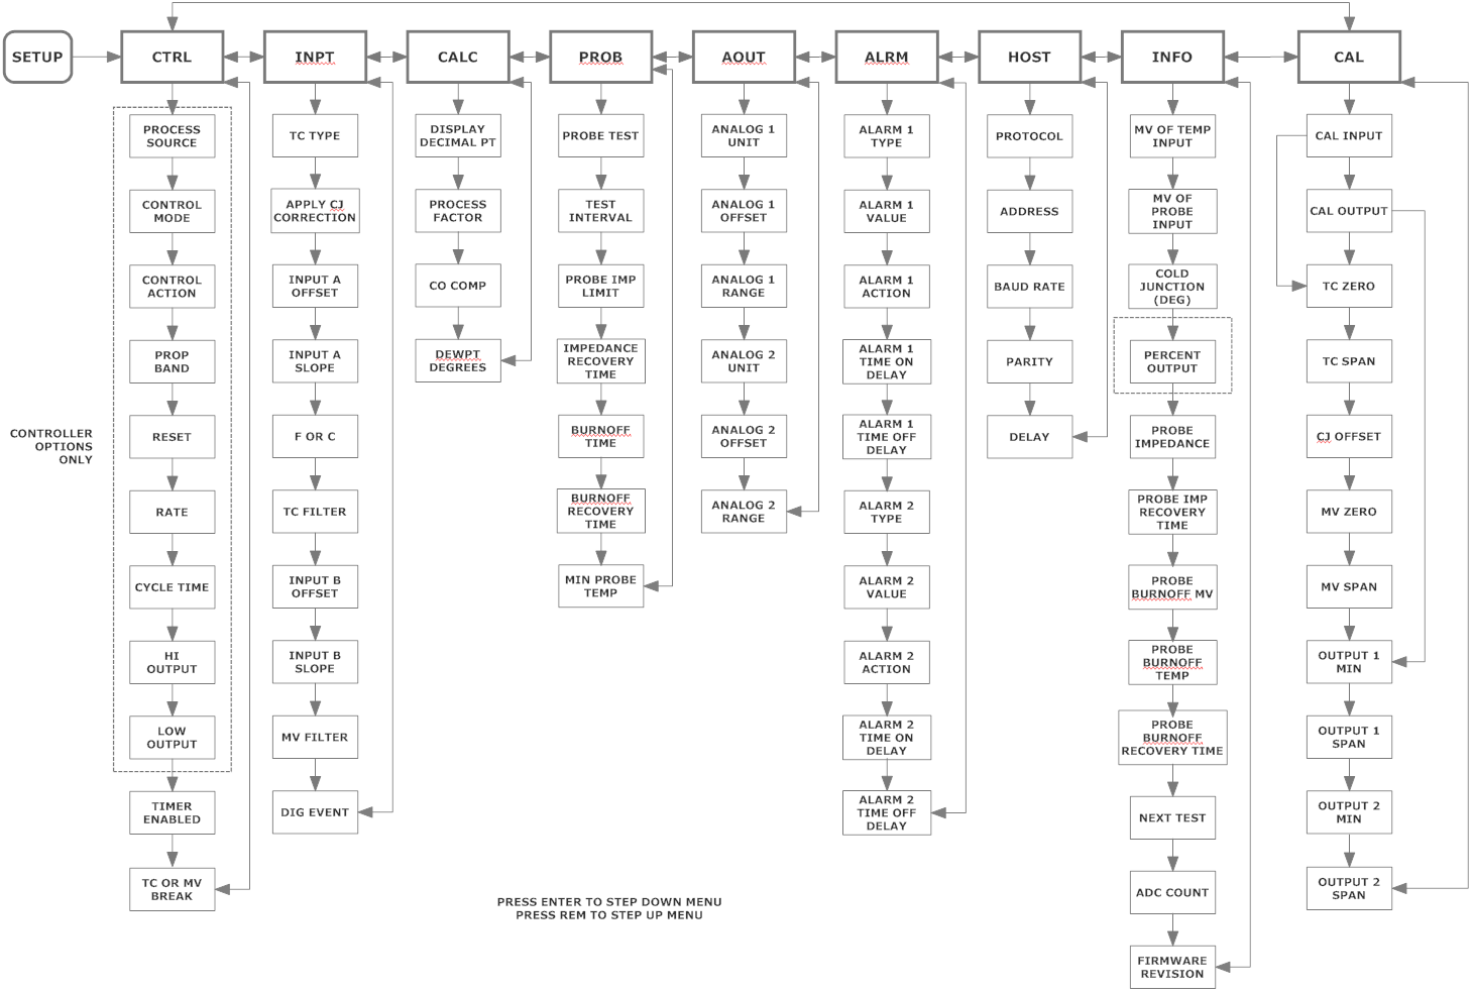 SETUP
CTRL
INPT
CALC
PROB
AOUT
ALRM
HOST
INFO
CAL
PROCESS
SOURCE
CONTROL
MODE
CONTROL
ACTION
PROP
BAND
RESET
RATE
CYCLE TIME
HI
OUTPUT
LOW
OUTPUT
TIMER
ENABLED
TC OR MV
BREAK
CONTROLLER
OPTIONS
ONLY
TC TYPE
APPLY CJ
CORRECTION
INPUT A
OFFSET
INPUT A
SLOPE
F OR C
TC FILTER
INPUT B
OFFSET
INPUT B
SLOPE
MV FILTER
DIG EVENT
DISPLAY
DECIMAL PT
PROCESS
FACTOR
CO COMP
DEWPT
DEGREES
PROBE TEST
TEST
INTERVAL
PROBE IMP
LIMIT
IMPEDANCE
RECOVERY
TIME
BURNOFF
TIME
BURNOFF
RECOVERY
TIME
MIN PROBE
TEMP
ANALOG 1
UNIT
ANALOG 1
OFFSET
ANALOG 1
RANGE
ANALOG 2
UNIT
ANALOG 2
OFFSET
ANALOG 2
RANGE
ALARM 1
TYPE
ALARM 1
VALUE
ALARM 1
ACTION
ALARM 1
TIME ON
DELAY
ALARM 1
TIME OFF
DELAY
ALARM 2
TYPE
ALARM 2
VALUE
ALARM 2
ACTION
ALARM 2
TIME ON
DELAY
ALARM 2
TIME OFF
DELAY
PROTOCOL
ADDRESS
BAUD RATE
PARITY
DELAY
MV OF TEMP
INPUT
MV OF
PROBE
INPUT
COLD
JUNCTION
(DEG)
PERCENT
OUTPUT
PROBE
IMPEDANCE
PROBE IMP
RECOVERY
TIME
PROBE
BURNOFF MV
PROBE
BURNOFF
TEMP
PROBE
BURNOFF
RECOVERY TIME
NEXT TEST
ADC COUNT
FIRMWARE
REVISION
CAL INPUT
CAL OUTPUT
TC ZERO
TC SPAN
CJ OFFSET
MV ZERO
MV SPAN
OUTPUT 1
MIN
OUTPUT 1
SPAN
OUTPUT 2
MIN
OUTPUT 2
SPAN
PRESS ENTER TO STEP DOWN MENU
PRESS REM TO STEP UP MENU